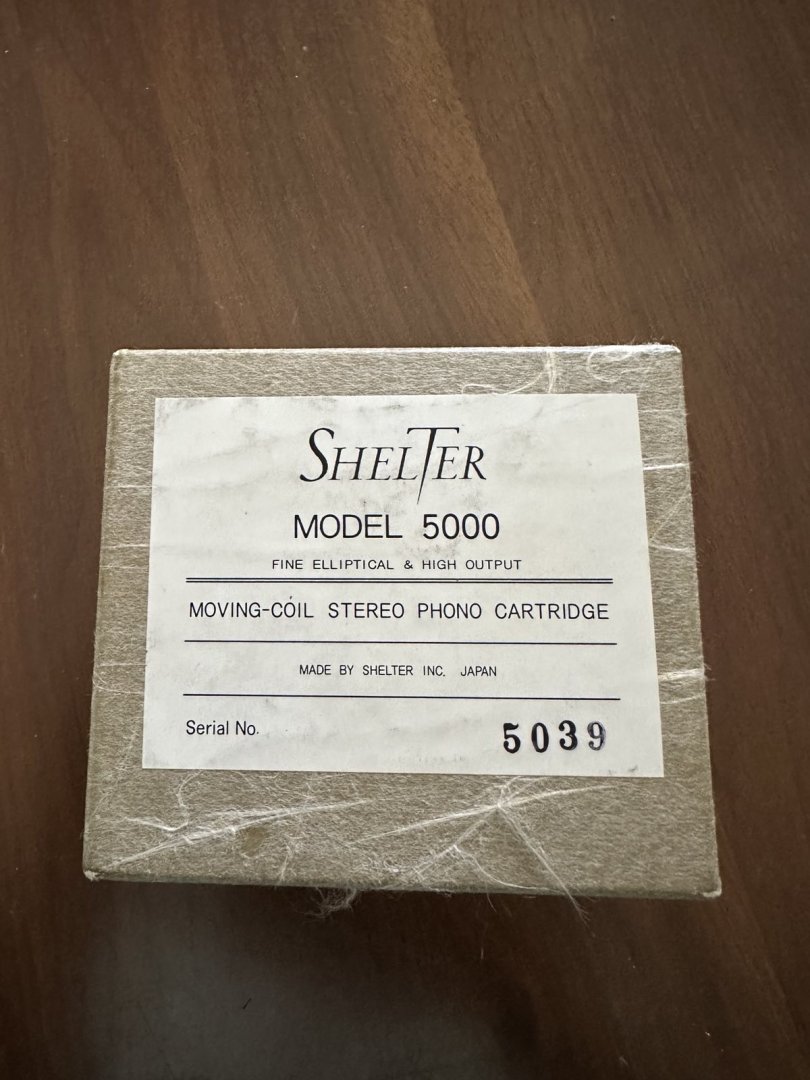 SHELTER
MODEL 5000
FINE ELLIPTICAL & HIGH OUTPUT
MOVING-COIL STEREO PHONO CARTRIDGE
MADE BY SHELTER INC. JAPAN
Serial No. 5039